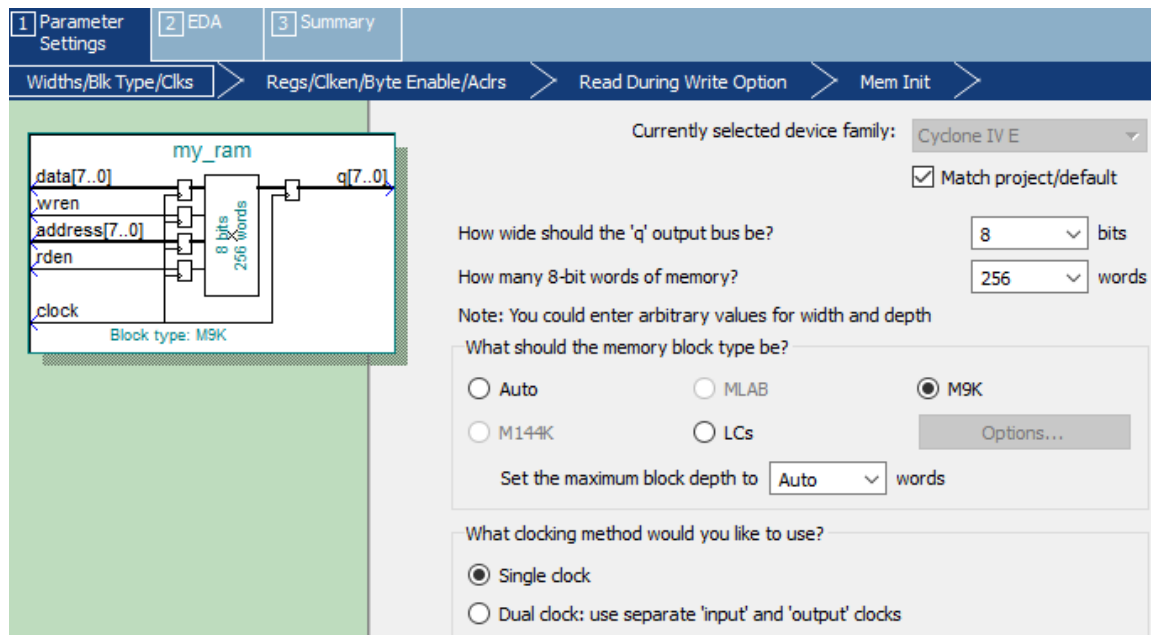 1 Parameter Settings
2 EDA
3 Summary
Widths/Blk Type/Clks
Regs/Clken/Byte Enable/Aclrs
Read During Write Option
Mem Init
my_ram
data[7..0]
q[7..0]
wren
address[7..0]
rden
8 bits
256 words
clock
Block type: M9K
Currently selected device family:
Cyclone IV E
Match project/default
How wide should the 'q' output bus be?
8
bits
How many 8-bit words of memory?
256
words
Note: You could enter arbitrary values for width and depth
What should the memory block type be?
Auto
MLAB
M9K
M144K
LCs
Options...
Set the maximum block depth to
Auto
words
What clocking method would you like to use?
Single clock
Dual clock: use separate 'input' and 'output' clocks